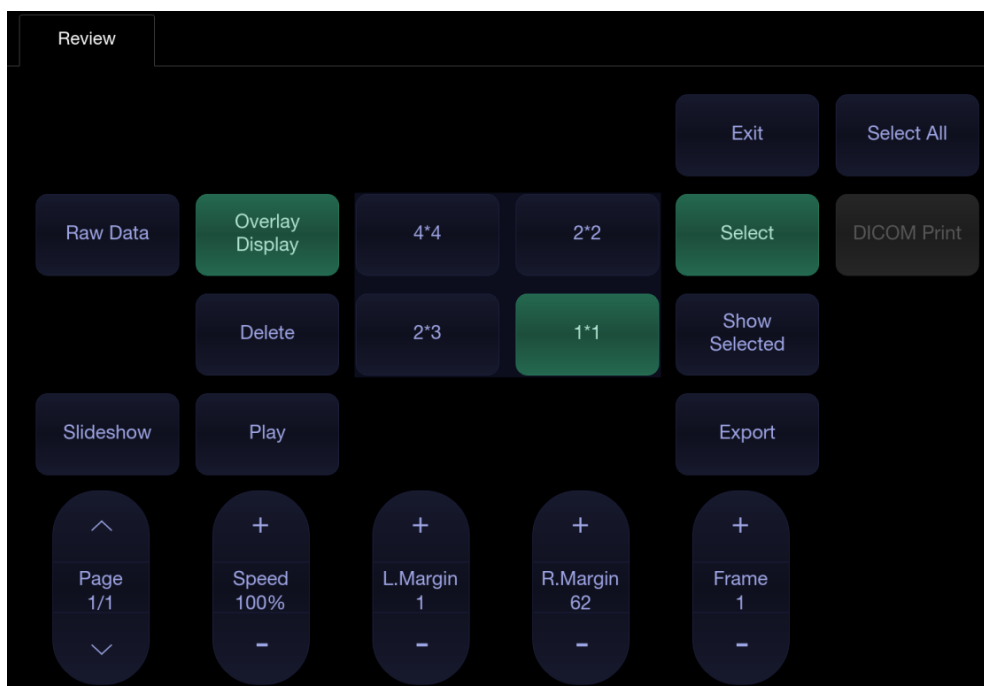 Review
Exit
Select All
Raw Data
Overlay
Display
4*4
2*2
Select
DICOM Print
Delete
2*3
1*1
Show
Selected
Slideshow
Play
Export
+
+
+
+
Page
1/1
Speed
100%
L.Margin
1
R.Margin
62
Frame
1
-
-
-
-